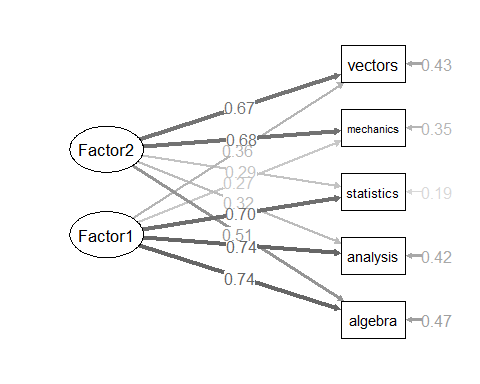 vectors
0.43
0.67
mechanics
0.35
0.68
Factor2
0.36
0.29
0.27
statistics
0.19
0.32
0.70
Factor1
0.51
0.74
analysis
0.42
0.74
algebra
0.47